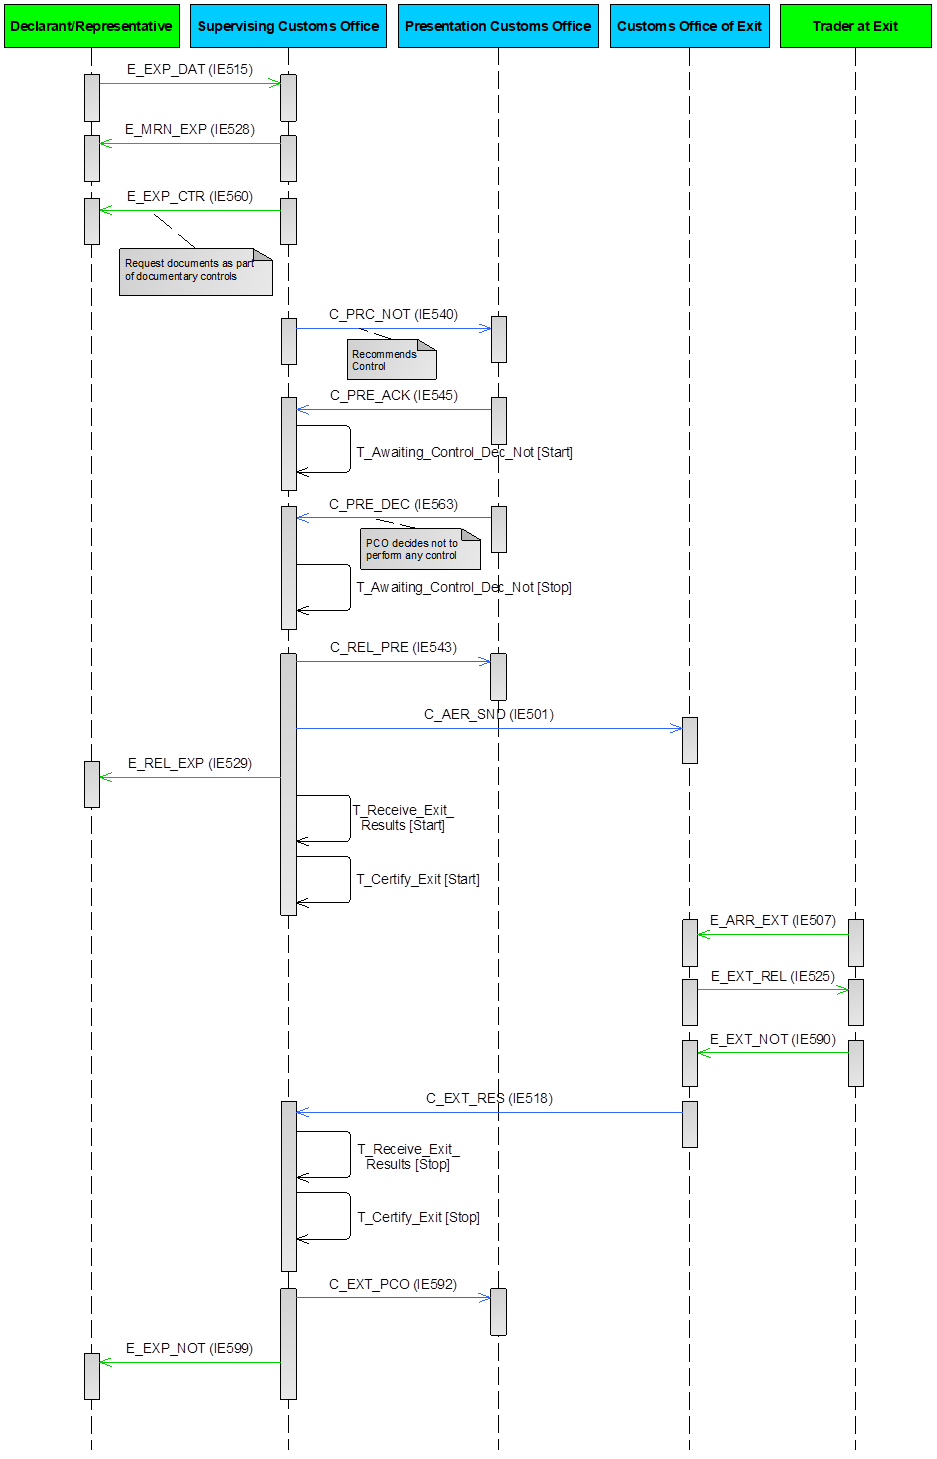 Declarant/Representative
Supervising Customs Office
Presentation Customs Office
Customs Office of Exit
Trader at Exit
E_EXP_DAT (IE515)
E_MRN_EXP (IE528)
E_EXP_CTR (IE560)
Request documents as part
of documentary controls
C_PRC_NOT (IE540)
Recommends
Control
C_PRE_ACK (IE545)
T_Awaiting_Control_Dec_Not [Start]
C_PRE_DEC (IE563)
PCO decides not to
perform any control
T_Awaiting_Control_Dec_Not [Stop]
C_REL_PRE (IE543)
C_AER_SND (IE501)
E_REL_EXP (IE529)
T_Receive_Exit_
Results [Start]
T_Certify_Exit [Start]
E_ARR_EXT (IE507)
E_EXT_REL (IE525)
E_EXT_NOT (IE590)
C_EXT_RES (IE518)
T_Receive_Exit_
Results [Stop]
T_Certify_Exit [Stop]
C_EXT_PCO (IE592)
E_EXP_NOT (IE599)